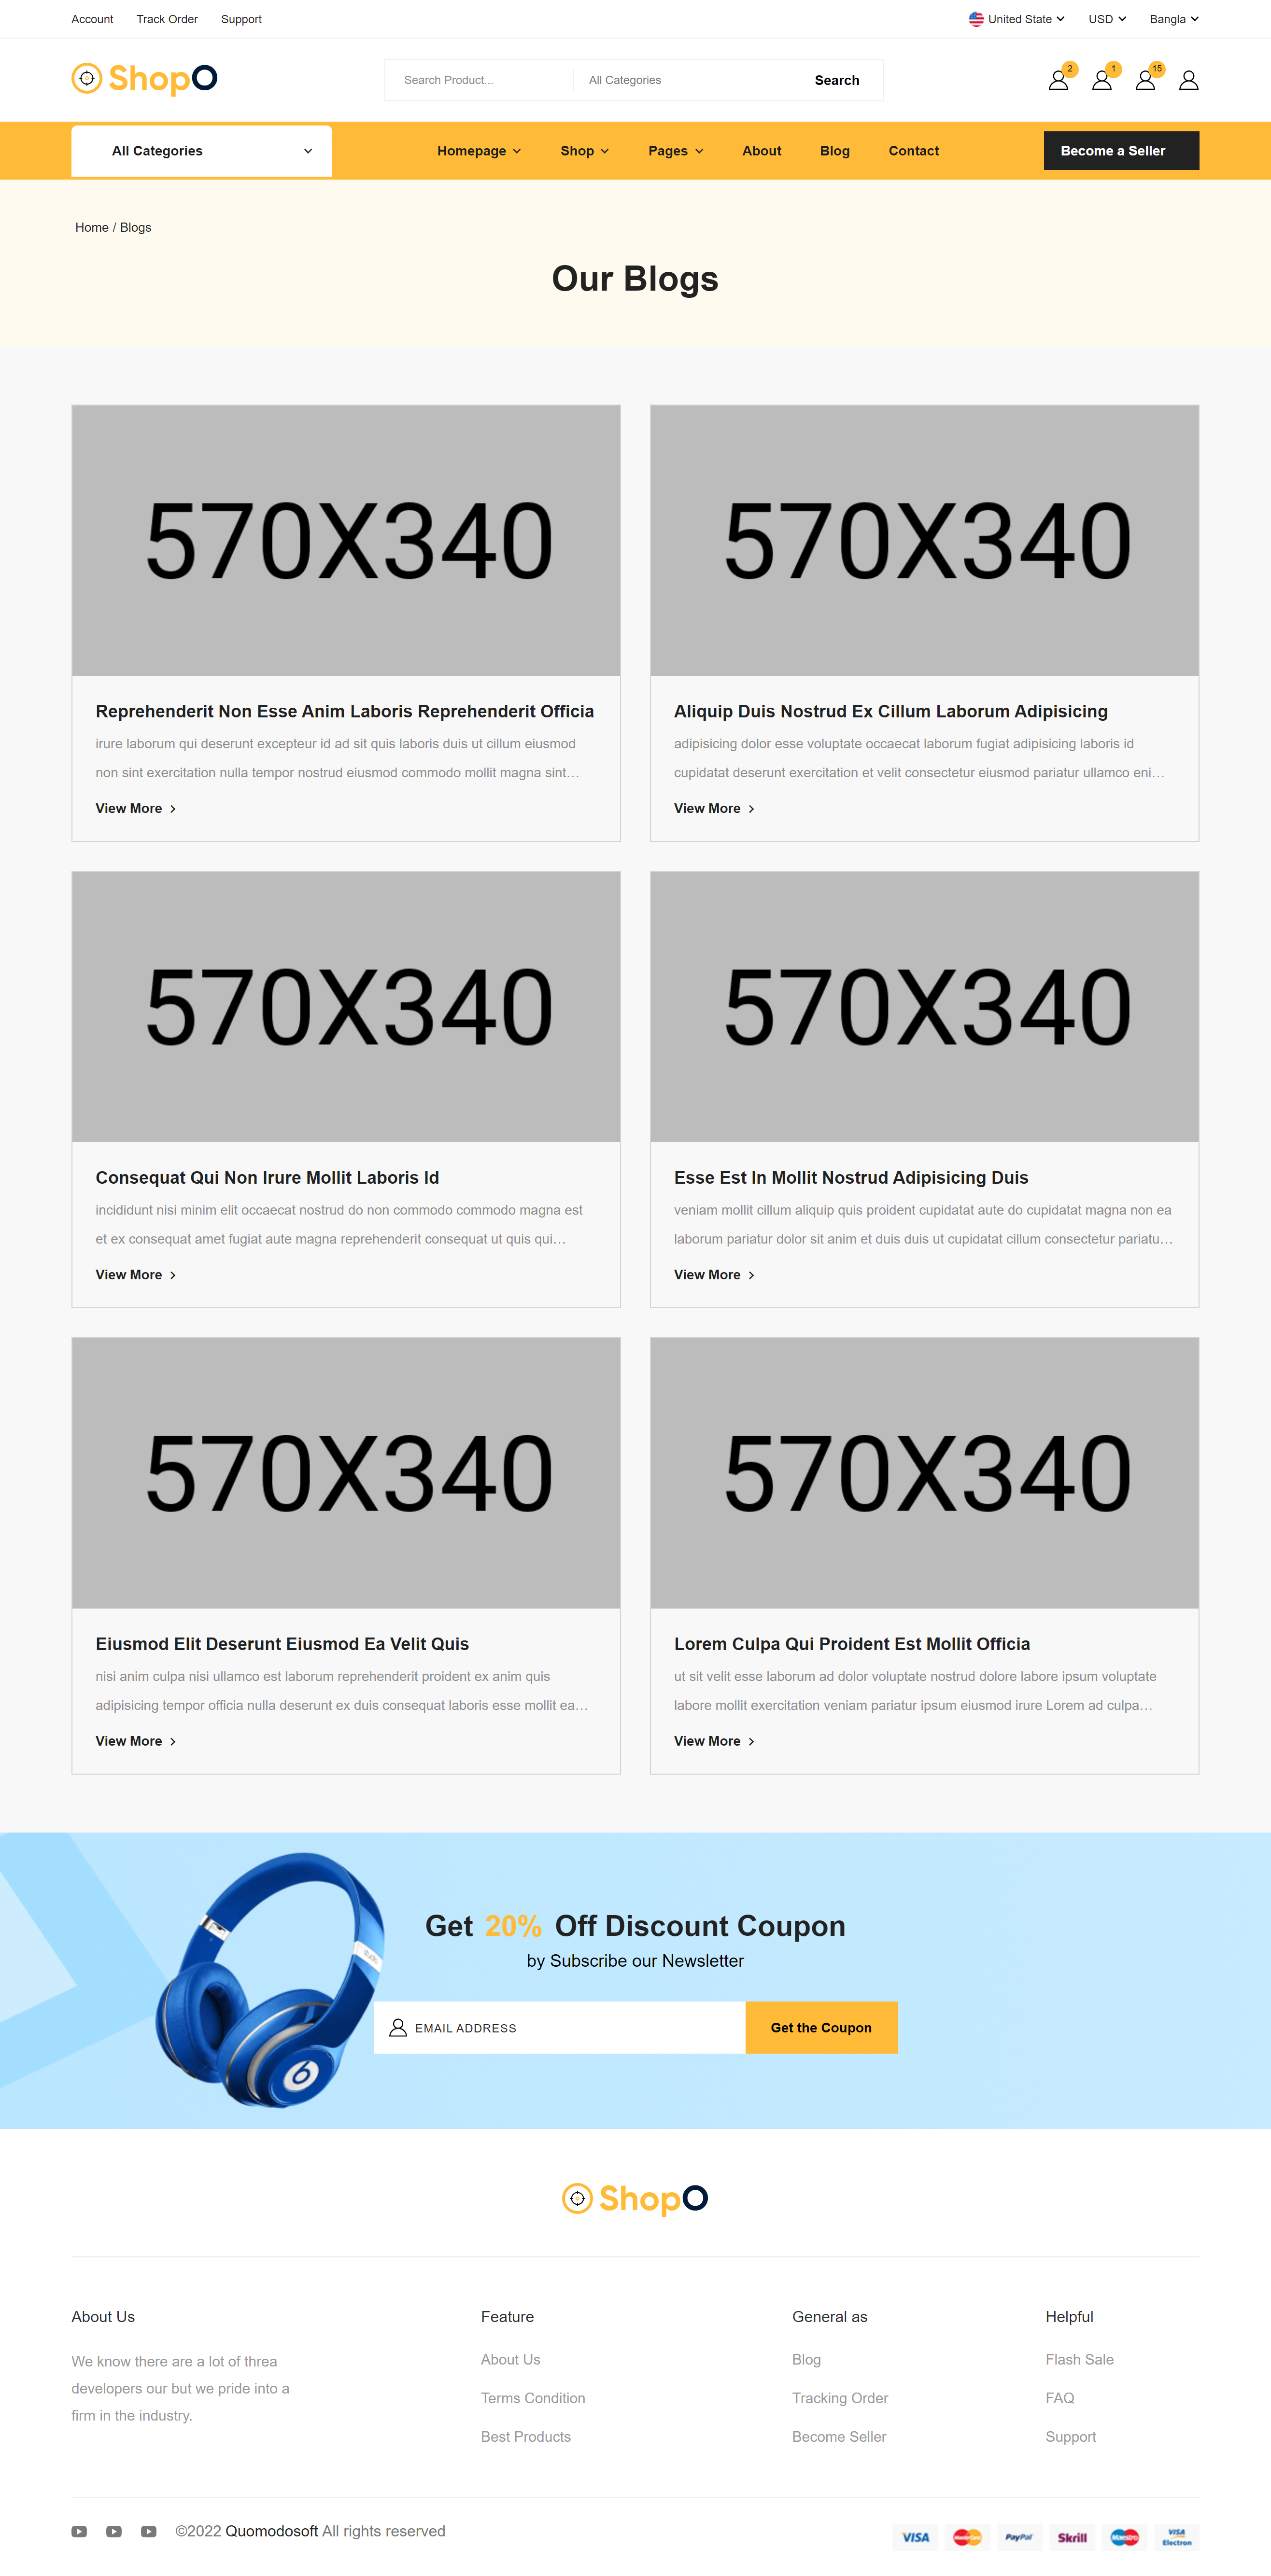 Account Track Order Support United State USD Bangla
ShopO Search Product... All Categories Search 2 1 15
All Categories Homepage Shop Pages About Blog Contact Become a Seller
Home / Blogs
Our Blogs
570X340 570X340
Reprehenderit Non Esse Anim Laboris Reprehenderit Officia
irure laborum qui deserunt excepteur id ad sit quis laboris duis ut cillum eiusmod
non sint exercitation nulla tempor nostrud eiusmod commodo mollit magna sint...
View More
Aliquip Duis Nostrud Ex Cillum Laborum Adipisicing
adipisicing dolor esse voluptate occaecat laborum fugiat adipisicing laboris id
cupidatat deserunt exercitation et velit consectetur eiusmod pariatur ullamco eni...
View More
570X340 570X340
Consequat Qui Non Irure Mollit Laboris Id
incididunt nisi minim elit occaecat nostrud do non commodo commodo magna est
et ex consequat amet fugiat aute magna reprehenderit consequat ut quis qui...
View More
Esse Est In Mollit Nostrud Adipisicing Duis
veniam mollit cillum aliquip quis proident cupidatat aute do cupidatat magna non ea
laborum pariatur dolor sit anim et duis duis ut cupidatat cillum consectetur pariatu...
View More
570X340 570X340
Eiusmod Elit Deserunt Eiusmod Ea Velit Quis
nisi anim culpa nisi ullamco est laborum reprehenderit proident ex anim quis
adipisicing tempor officia nulla deserunt ex duis consequat laboris esse mollit ea...
View More
Lorem Culpa Qui Proident Est Mollit Officia
ut sit velit esse laborum ad dolor voluptate nostrud dolore labore ipsum voluptate
labore mollit exercitation veniam pariatur ipsum eiusmod irure Lorem ad culpa...
View More
Get 20% Off Discount Coupon
by Subscribe our Newsletter
EMAIL ADDRESS Get the Coupon
ShopO
About Us
We know there are a lot of threa
developers our but we pride into a
firm in the industry.
Feature
About Us
Terms Condition
Best Products
General as
Blog
Tracking Order
Become Seller
Helpful
Flash Sale
FAQ
Support
©2022 Quomodosoft All rights reserved
VISA MasterCard PayPal Skrill Maestro VISA Electron